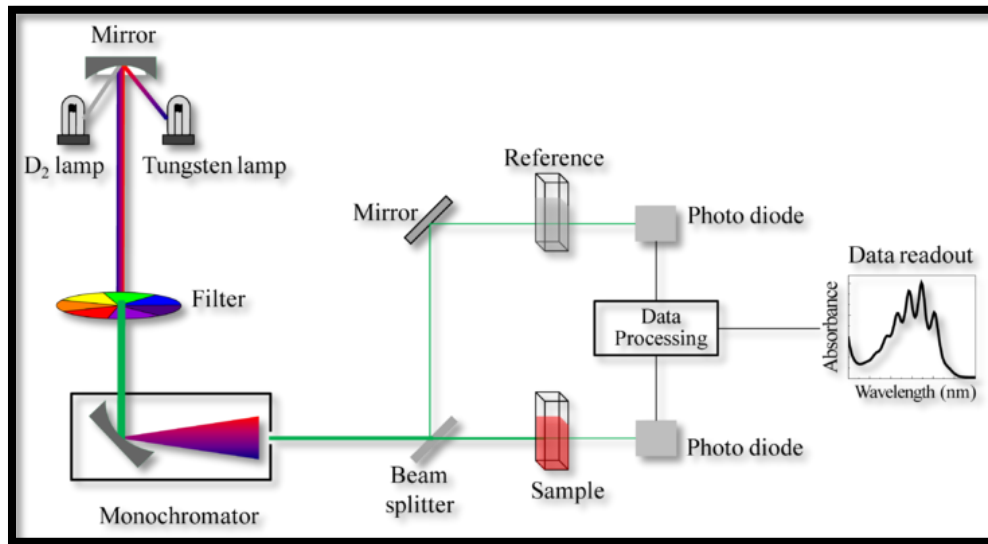 Mirror
D₂ lamp
Tungsten lamp
Filter
Monochromator
Mirror
Beam
splitter
Reference
Sample
Photo diode
Data
Processing
Photo diode
Data readout
Absorbance
Wavelength (nm)